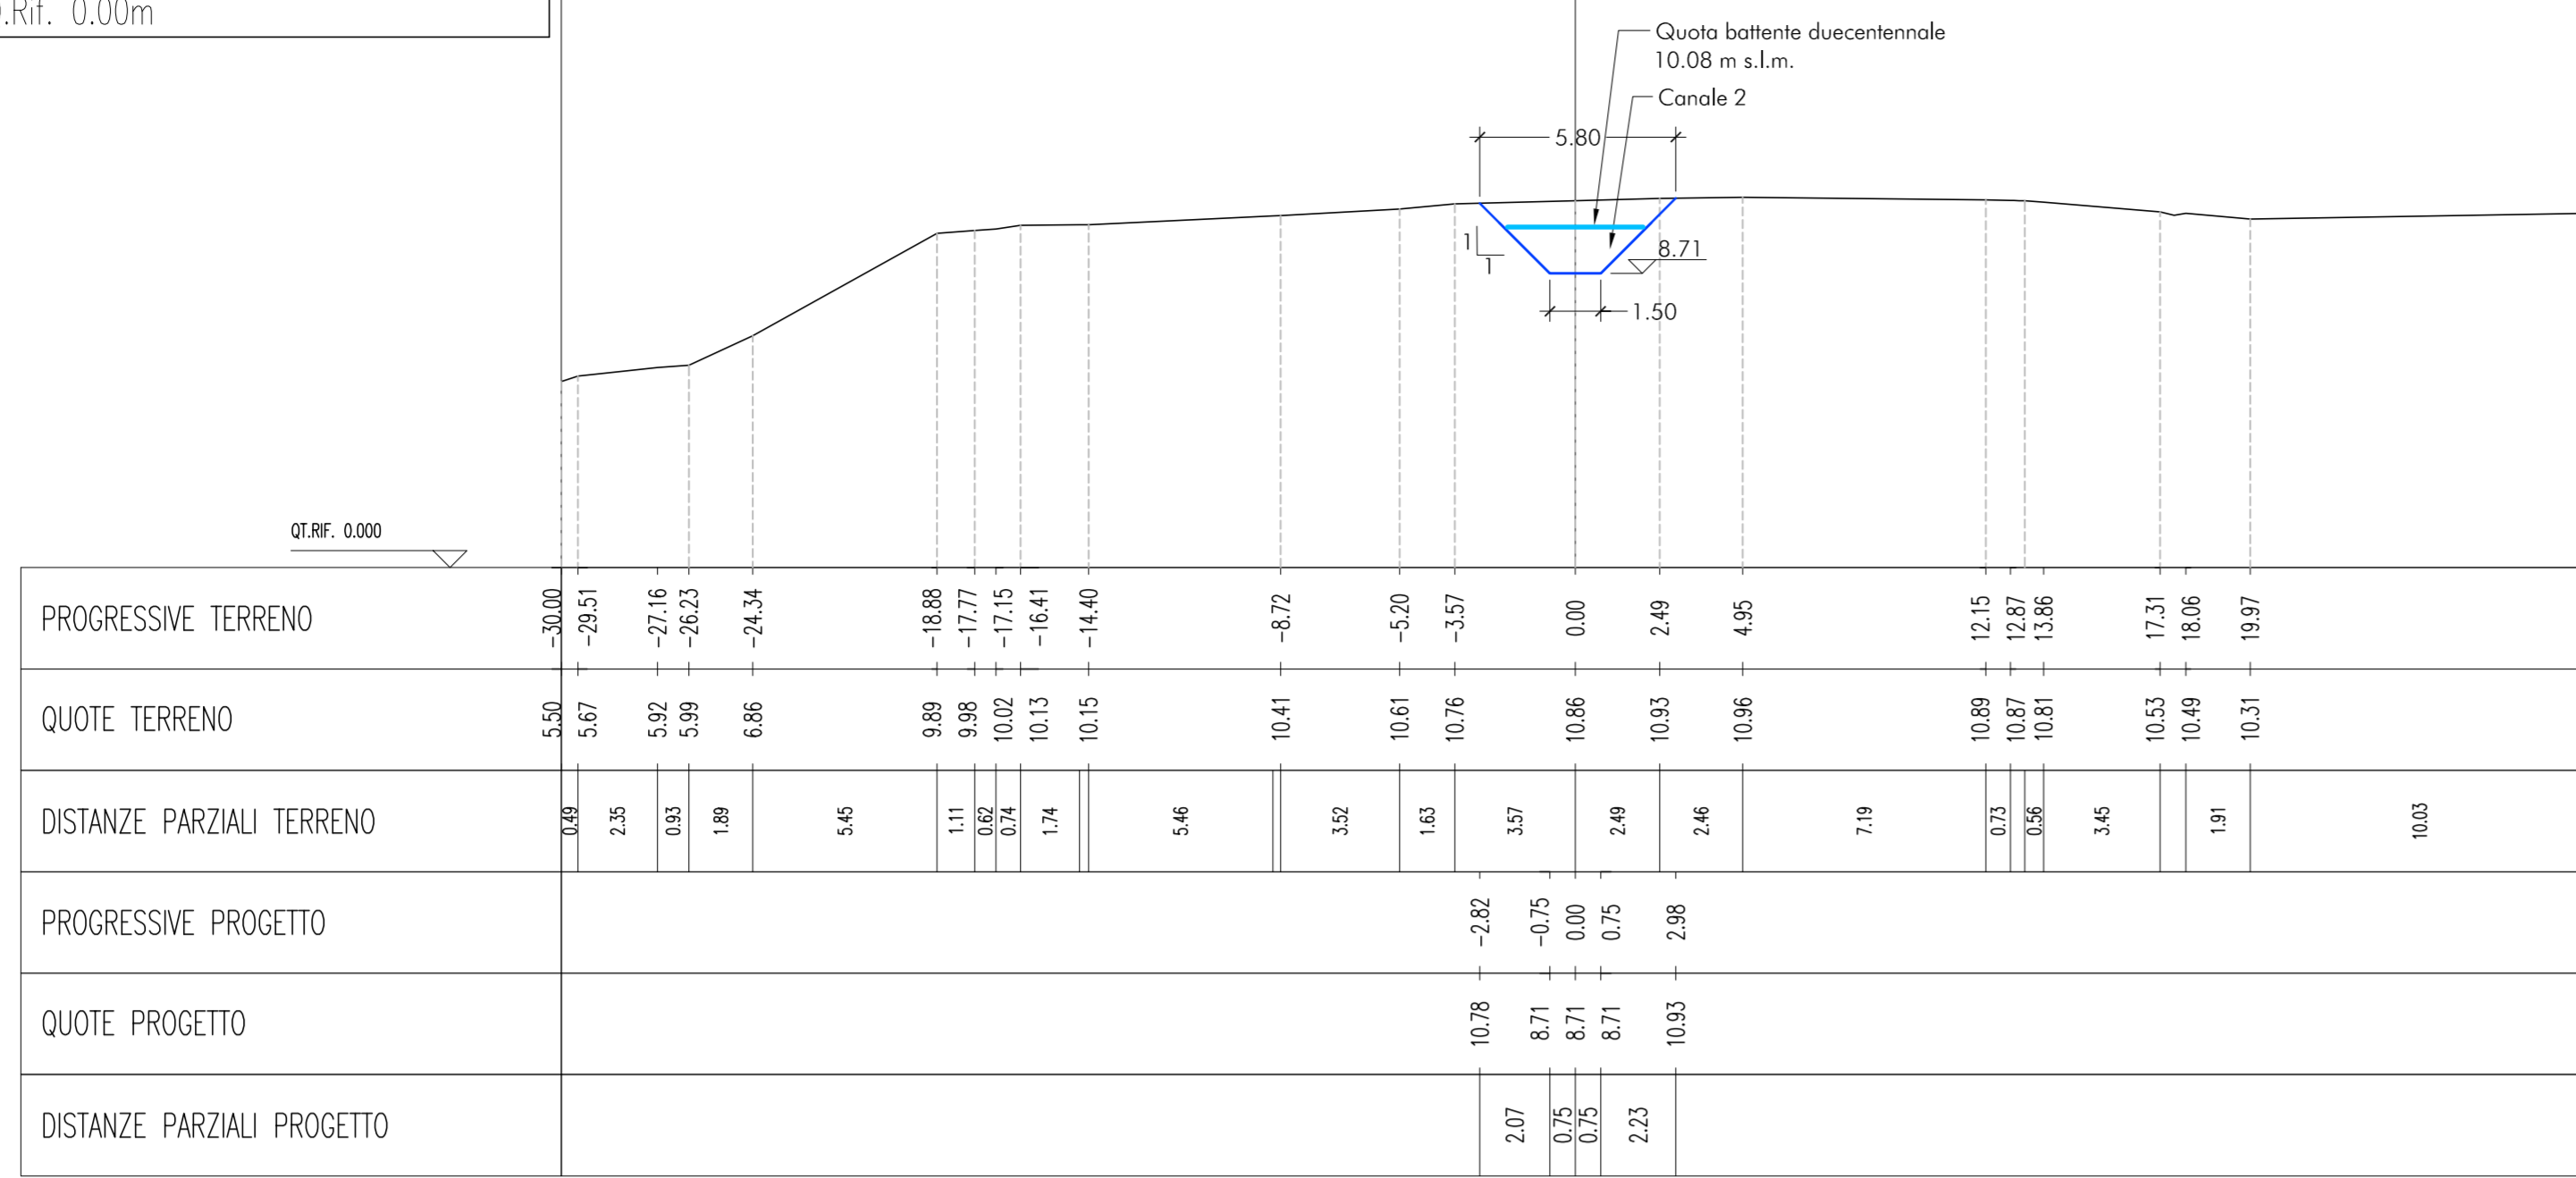 .Rif. 0.00m
Quota battente duecentennale
10.08 m s.l.m.
Canale 2
5.80
1
1
8.71
1.50
QT.RIF. 0.000
PROGRESSIVE TERRENO -30.00 -29.51 -27.16 -26.23 -24.34 -18.88 -17.77 -17.15 -16.41 -14.40 -8.72 -5.20 -3.57 0.00 2.49 4.95 12.15 12.87 13.86 17.31 18.06 19.97
QUOTE TERRENO 5.50 5.67 5.92 5.99 6.86 9.89 9.98 10.02 10.13 10.15 10.41 10.61 10.76 10.86 10.93 10.96 10.89 10.87 10.81 10.53 10.49 10.31
DISTANZE PARZIALI TERRENO 0.49 2.35 0.93 1.89 5.45 1.11 0.62 0.74 1.74 5.46 3.52 1.63 3.57 2.49 2.46 7.19 0.73 0.56 3.45 1.91 10.03
PROGRESSIVE PROGETTO -2.82 -0.75 0.00 0.75 2.98
QUOTE PROGETTO 10.78 8.71 8.71 8.71 10.93
DISTANZE PARZIALI PROGETTO 2.07 0.75 0.75 2.23